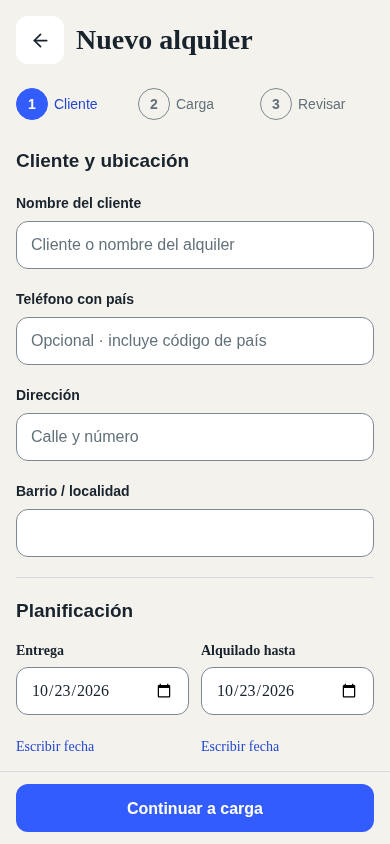 Nuevo alquiler
1 Cliente 2 Carga 3 Revisar
Cliente y ubicación
Nombre del cliente
Cliente o nombre del alquiler
Teléfono con país
Opcional · incluye código de país
Dirección
Calle y número
Barrio / localidad
Planificación
Entrega Alquilado hasta
10/23/2026 10/23/2026
Escribir fecha Escribir fecha
Continuar a carga